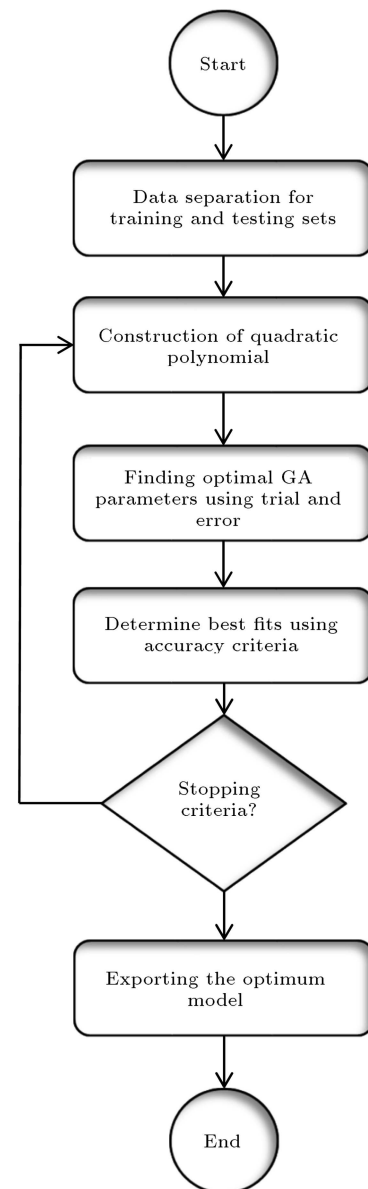 Start
Data separation for
training and testing sets
Construction of quadratic
polynomial
Finding optimal GA
parameters using trial and
error
Determine best fits using
accuracy criteria
Stopping
criteria?
Exporting the optimum
model
End